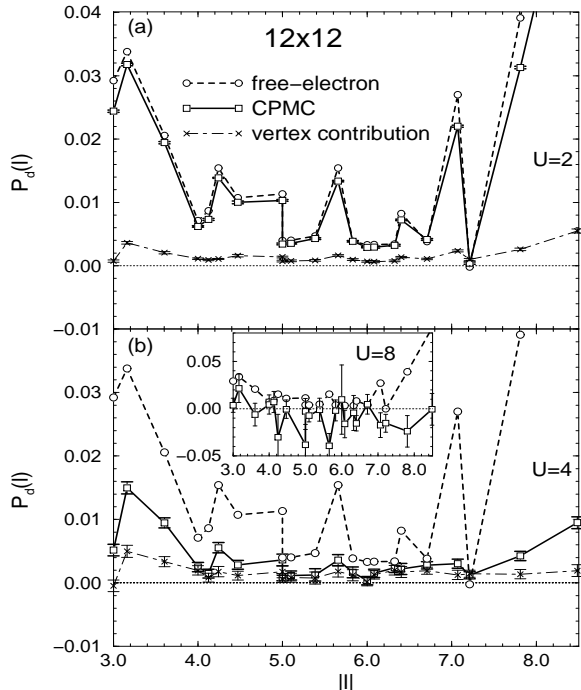 (a)
12x12
0.04
free-electron
CPMC
vertex contribution
0.03
0.02
P_d(l)
U=2
0.01
0.00
−0.01
(b)
0.05
U=8
0.00
−0.05
3.0 4.0 5.0 6.0 7.0 8.0
0.03
0.02
P_d(l)
U=4
0.01
0.00
−0.01
3.0 4.0 5.0 6.0 7.0 8.0
|l|